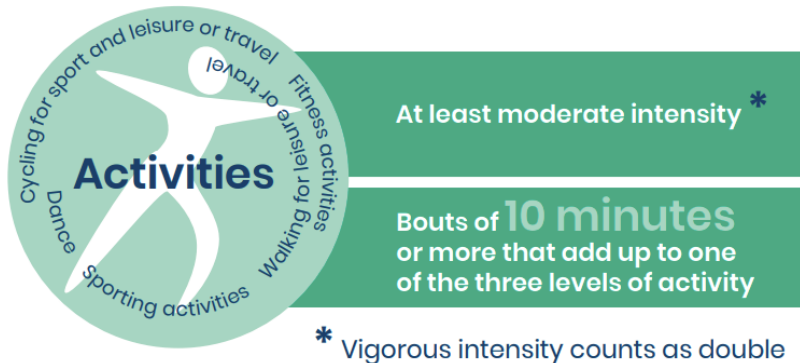 Cycling for sport and leisure or travel
Fitness activities
Walking for leisure or travel
Sporting activities
Dance
Activities
At least moderate intensity *
Bouts of 10 minutes
or more that add up to one
of the three levels of activity
* Vigorous intensity counts as double